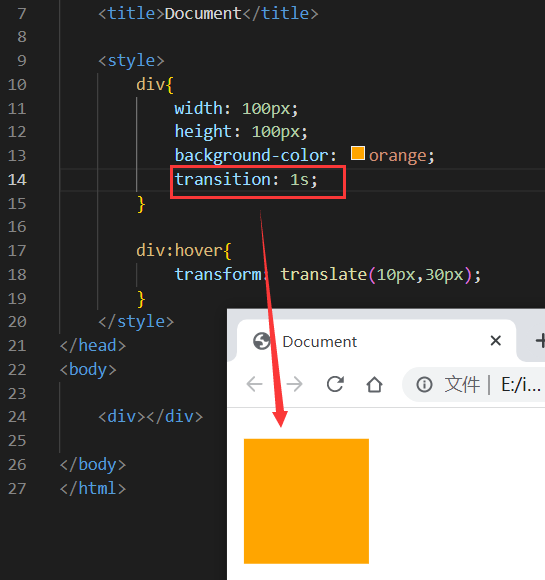 7 <title>Document</title>
8
9 <style>
10 div{
11 width: 100px;
12 height: 100px;
13 background-color: orange;
14 transition: 1s;
15 }
16
17 div:hover{
18 transform: translate(10px,30px);
19 }
20 </style>
21 </head>
22 <body>
23
24 <div></div>
25
26 </body>
27 </html>
Document
文件 | E:/i...